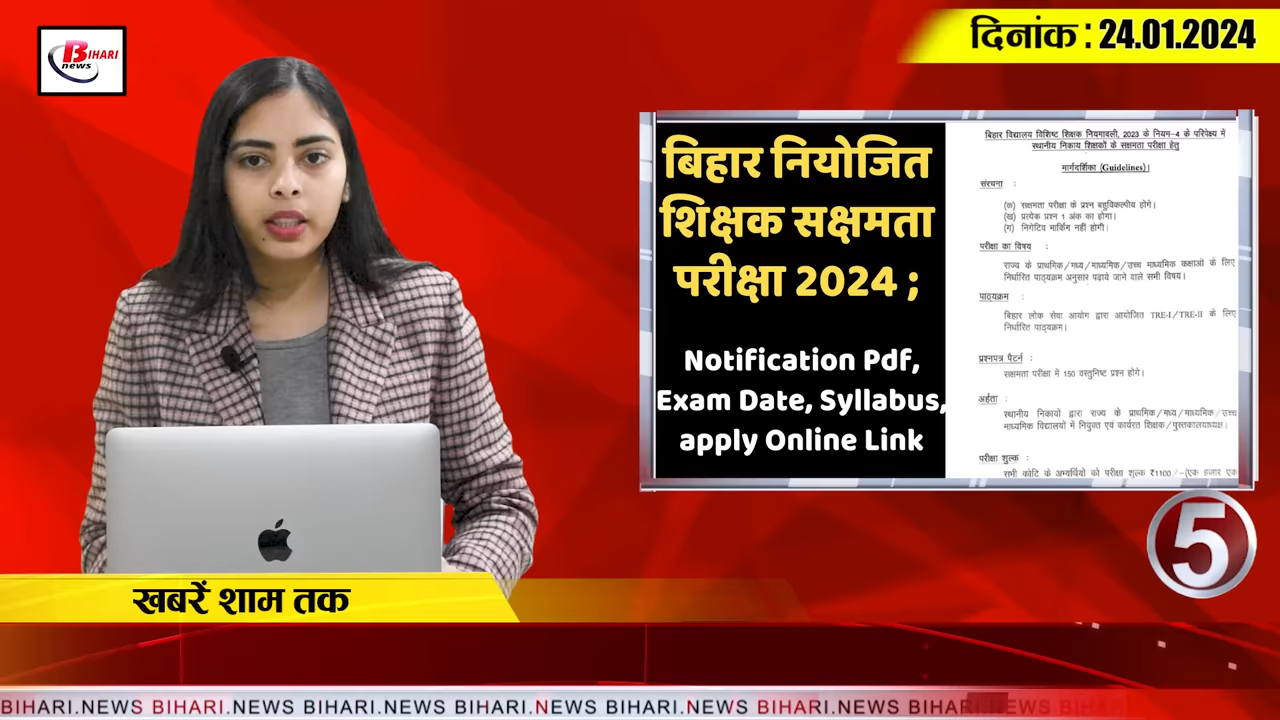 BIHARI
news
दिनांक : 24.01.2024
बिहार नियोजित
शिक्षक सक्षमता
परीक्षा 2024 ;
Notification Pdf,
Exam Date, Syllabus,
apply Online Link
बिहार विद्यालय विशिष्ट शिक्षक नियमावली, 2023 के नियम-4 के परिपेक्ष्य में
स्थानीय निकाय शिक्षकों के सक्षमता परीक्षा हेतु
मार्गदर्शिका (Guidelines)।
संरचना :
(क) सक्षमता परीक्षा के प्रश्न बहुविकल्पीय होंगे।
(ख) प्रत्येक प्रश्न 1 अंक का होगा।
(ग) निगेटिव मार्किंग नहीं होगी।
परीक्षा का विषय :
राज्य के प्राथमिक/मध्य/माध्यमिक/उच्च माध्यमिक कक्षाओं के लिए
निर्धारित पाठ्यक्रम अनुसार पढ़ाये जाने वाले सभी विषय।
पाठ्यक्रम :
बिहार लोक सेवा आयोग द्वारा आयोजित TRE-I/TRE-II के लिए
निर्धारित पाठ्यक्रम।
प्रश्नपत्र पैटर्न :
सक्षमता परीक्षा में 150 वस्तुनिष्ट प्रश्न होंगे।
अर्हता :
स्थानीय निकायों द्वारा राज्य के प्राथमिक/मध्य/माध्यमिक/उच्च
माध्यमिक विद्यालयों में नियुक्त एवं कार्यरत शिक्षक/पुस्तकालयाध्यक्ष।
परीक्षा शुल्क :
सभी कोटि के अभ्यर्थियों को परीक्षा शुल्क ₹1100/-(एक हजार एक
5
खबरें शाम तक
BIHARI.NEWS BIHARI.NEWS BIHARI.NEWS BIHARI.NEWS BIHARI.NEWS BIHARI.NEWS BIHARI.NEWS BIHARI.NEWS